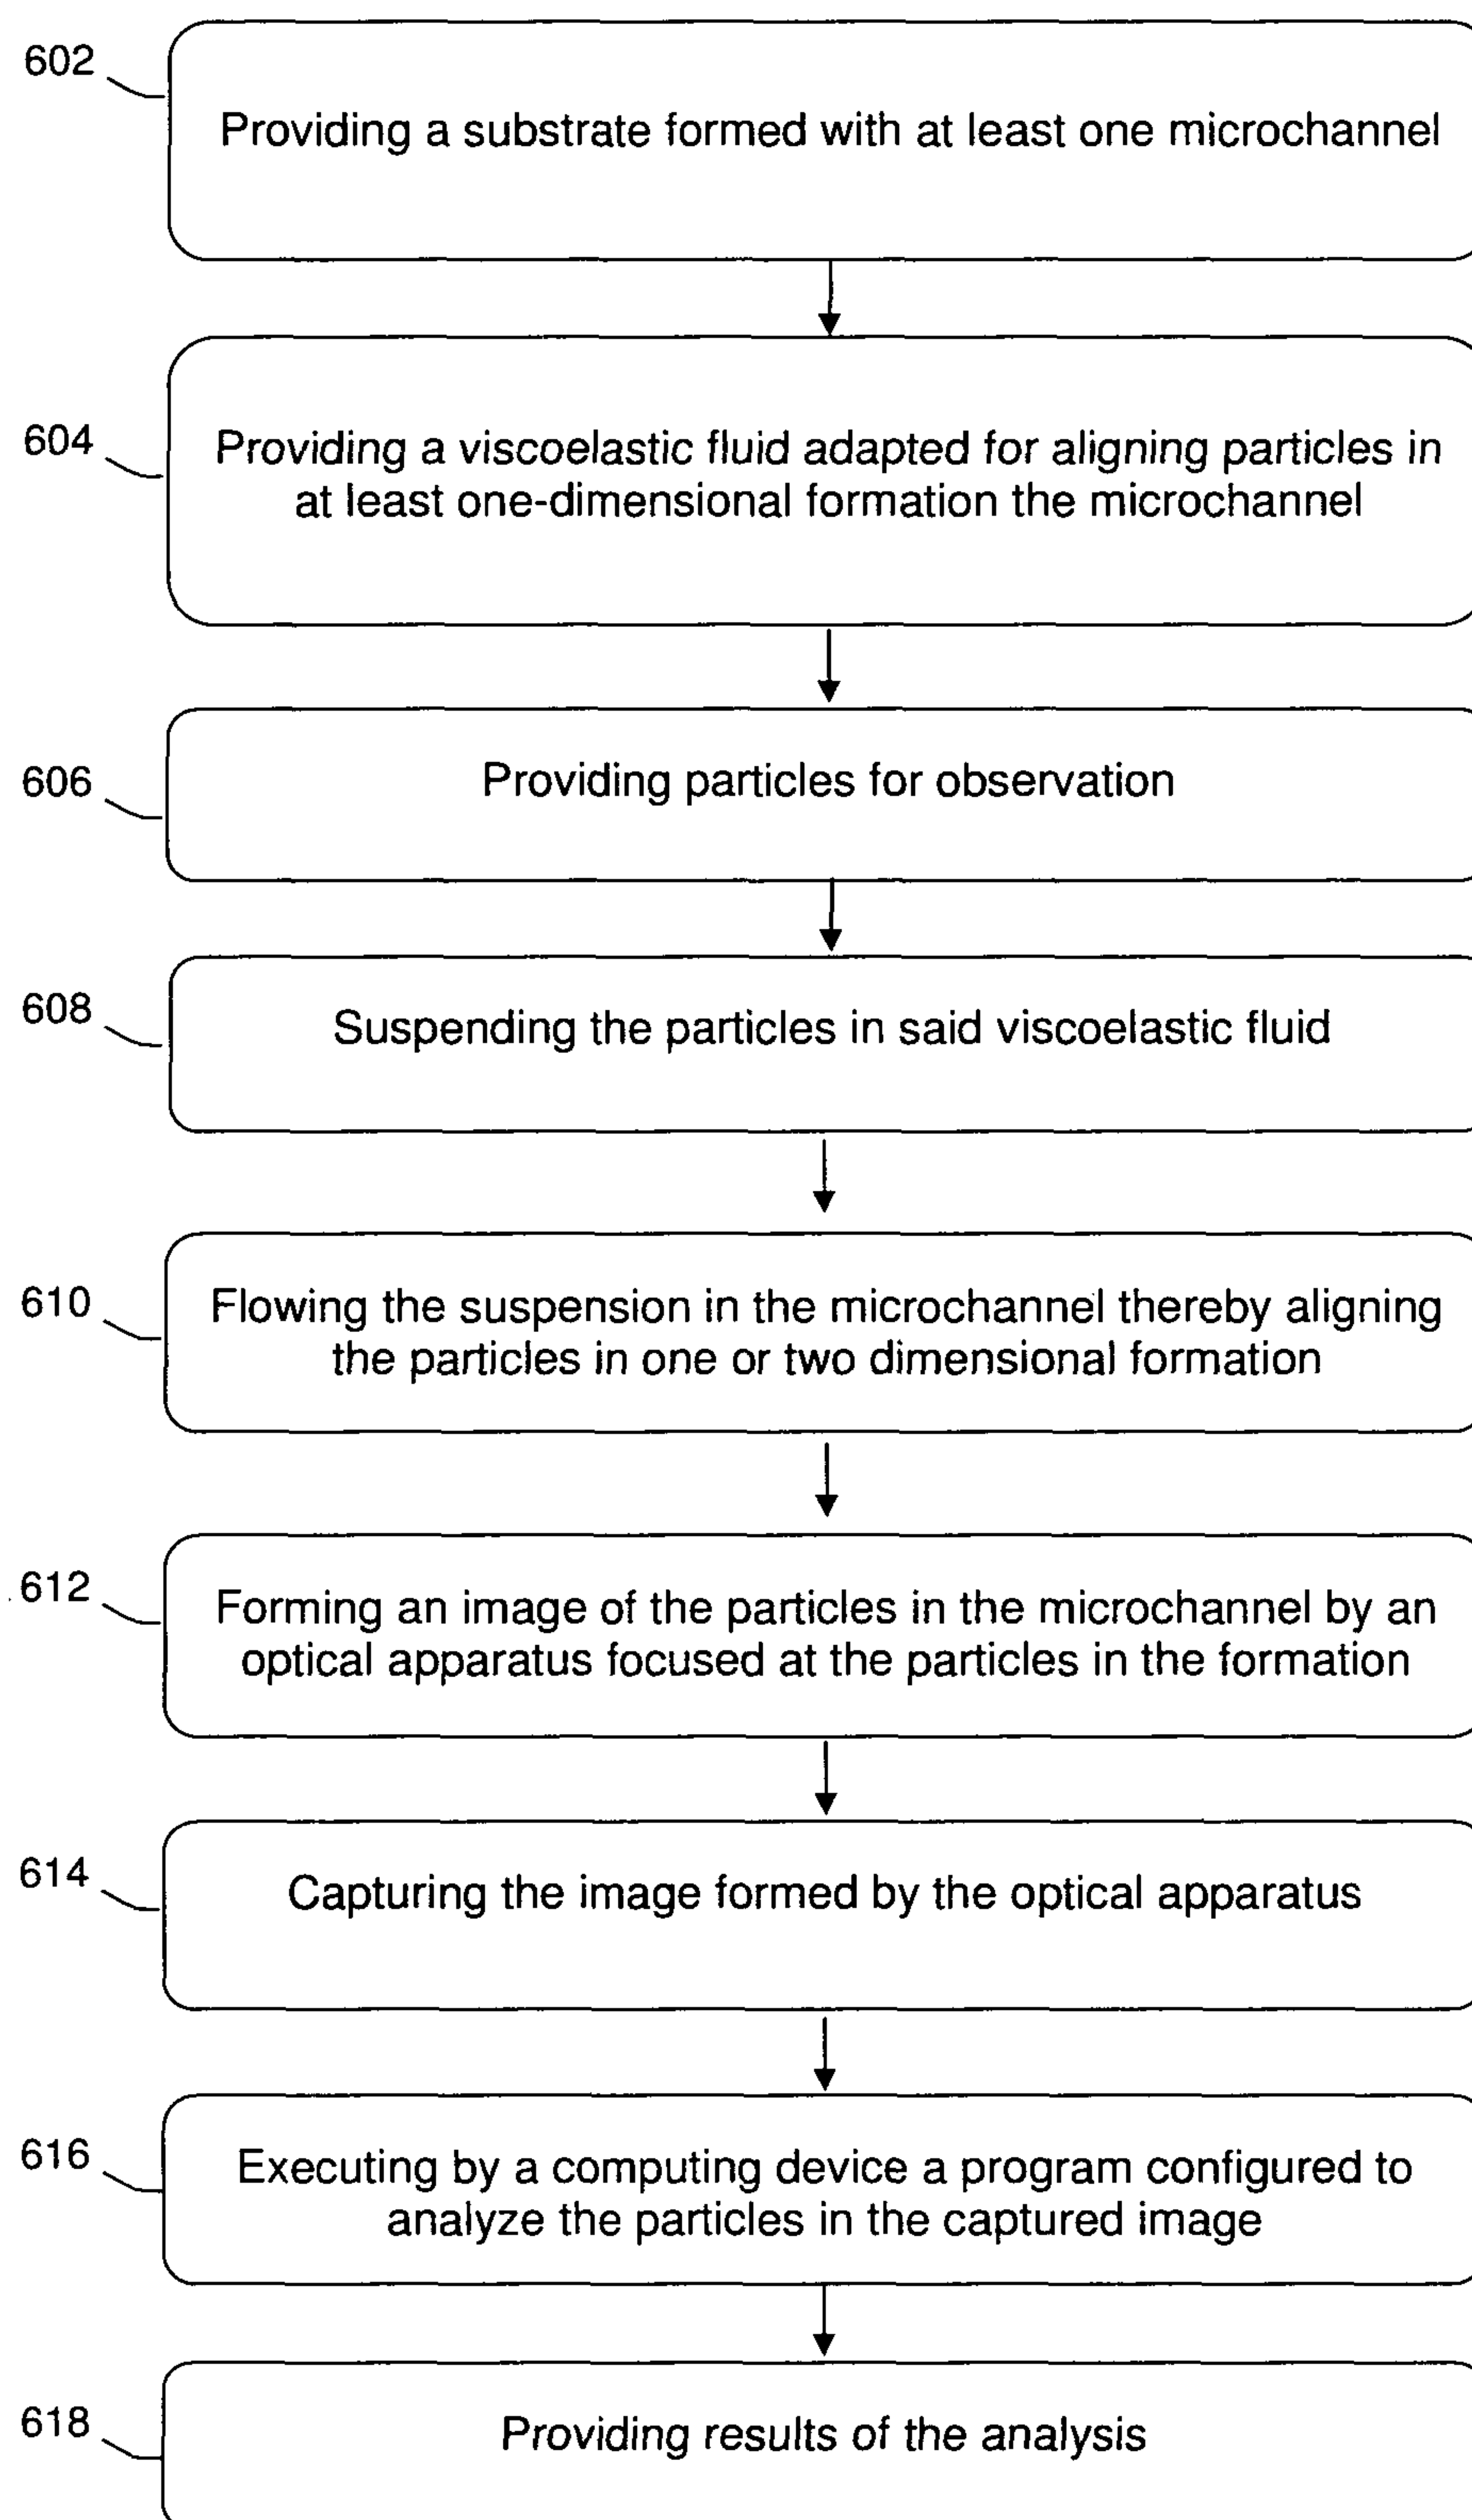 602
Providing a substrate formed with at least one microchannel
604
Providing a viscoelastic fluid adapted for aligning particles in
at least one-dimensional formation the microchannel
606
Providing particles for observation
608
Suspending the particles in said viscoelastic fluid
610
Flowing the suspension in the microchannel thereby aligning
the particles in one or two dimensional formation
612
Forming an image of the particles in the microchannel by an
optical apparatus focused at the particles in the formation
614
Capturing the image formed by the optical apparatus
616
Executing by a computing device a program configured to
analyze the particles in the captured image
618
Providing results of the analysis